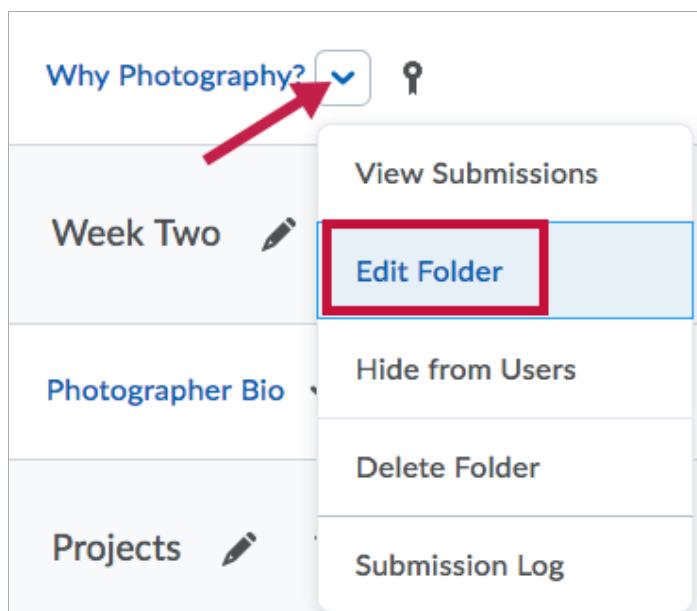 Why Photography?
View Submissions
Week Two
Edit Folder
Hide from Users
Photographer Bio
Delete Folder
Projects
Submission Log